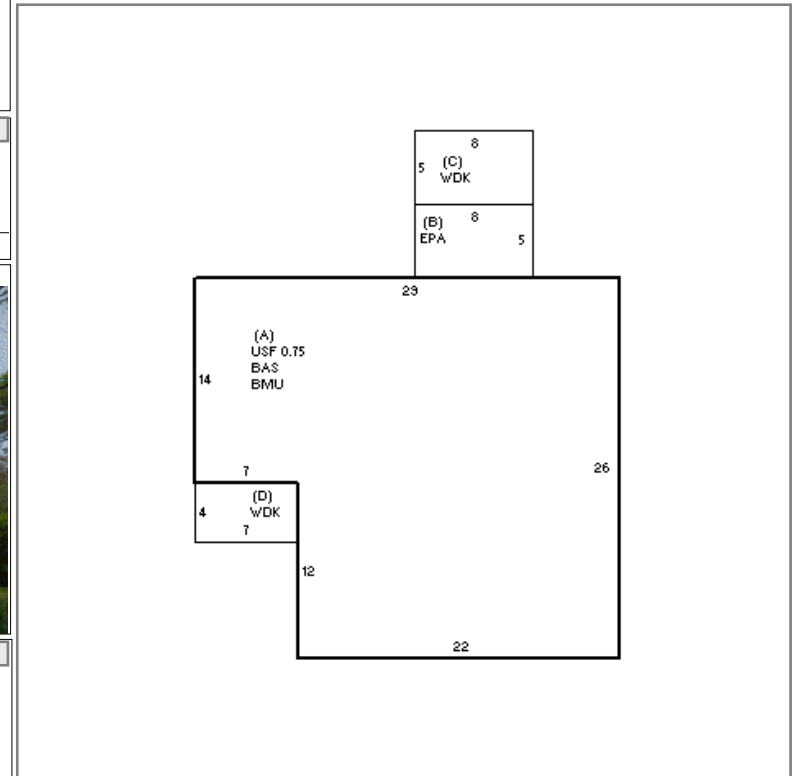 8
5
(C)
WDK
(B)
8
EPA
5
29
(A)
USF 0.75
BAS
BMU
14
26
7
(D)
4
WDK
7
12
22